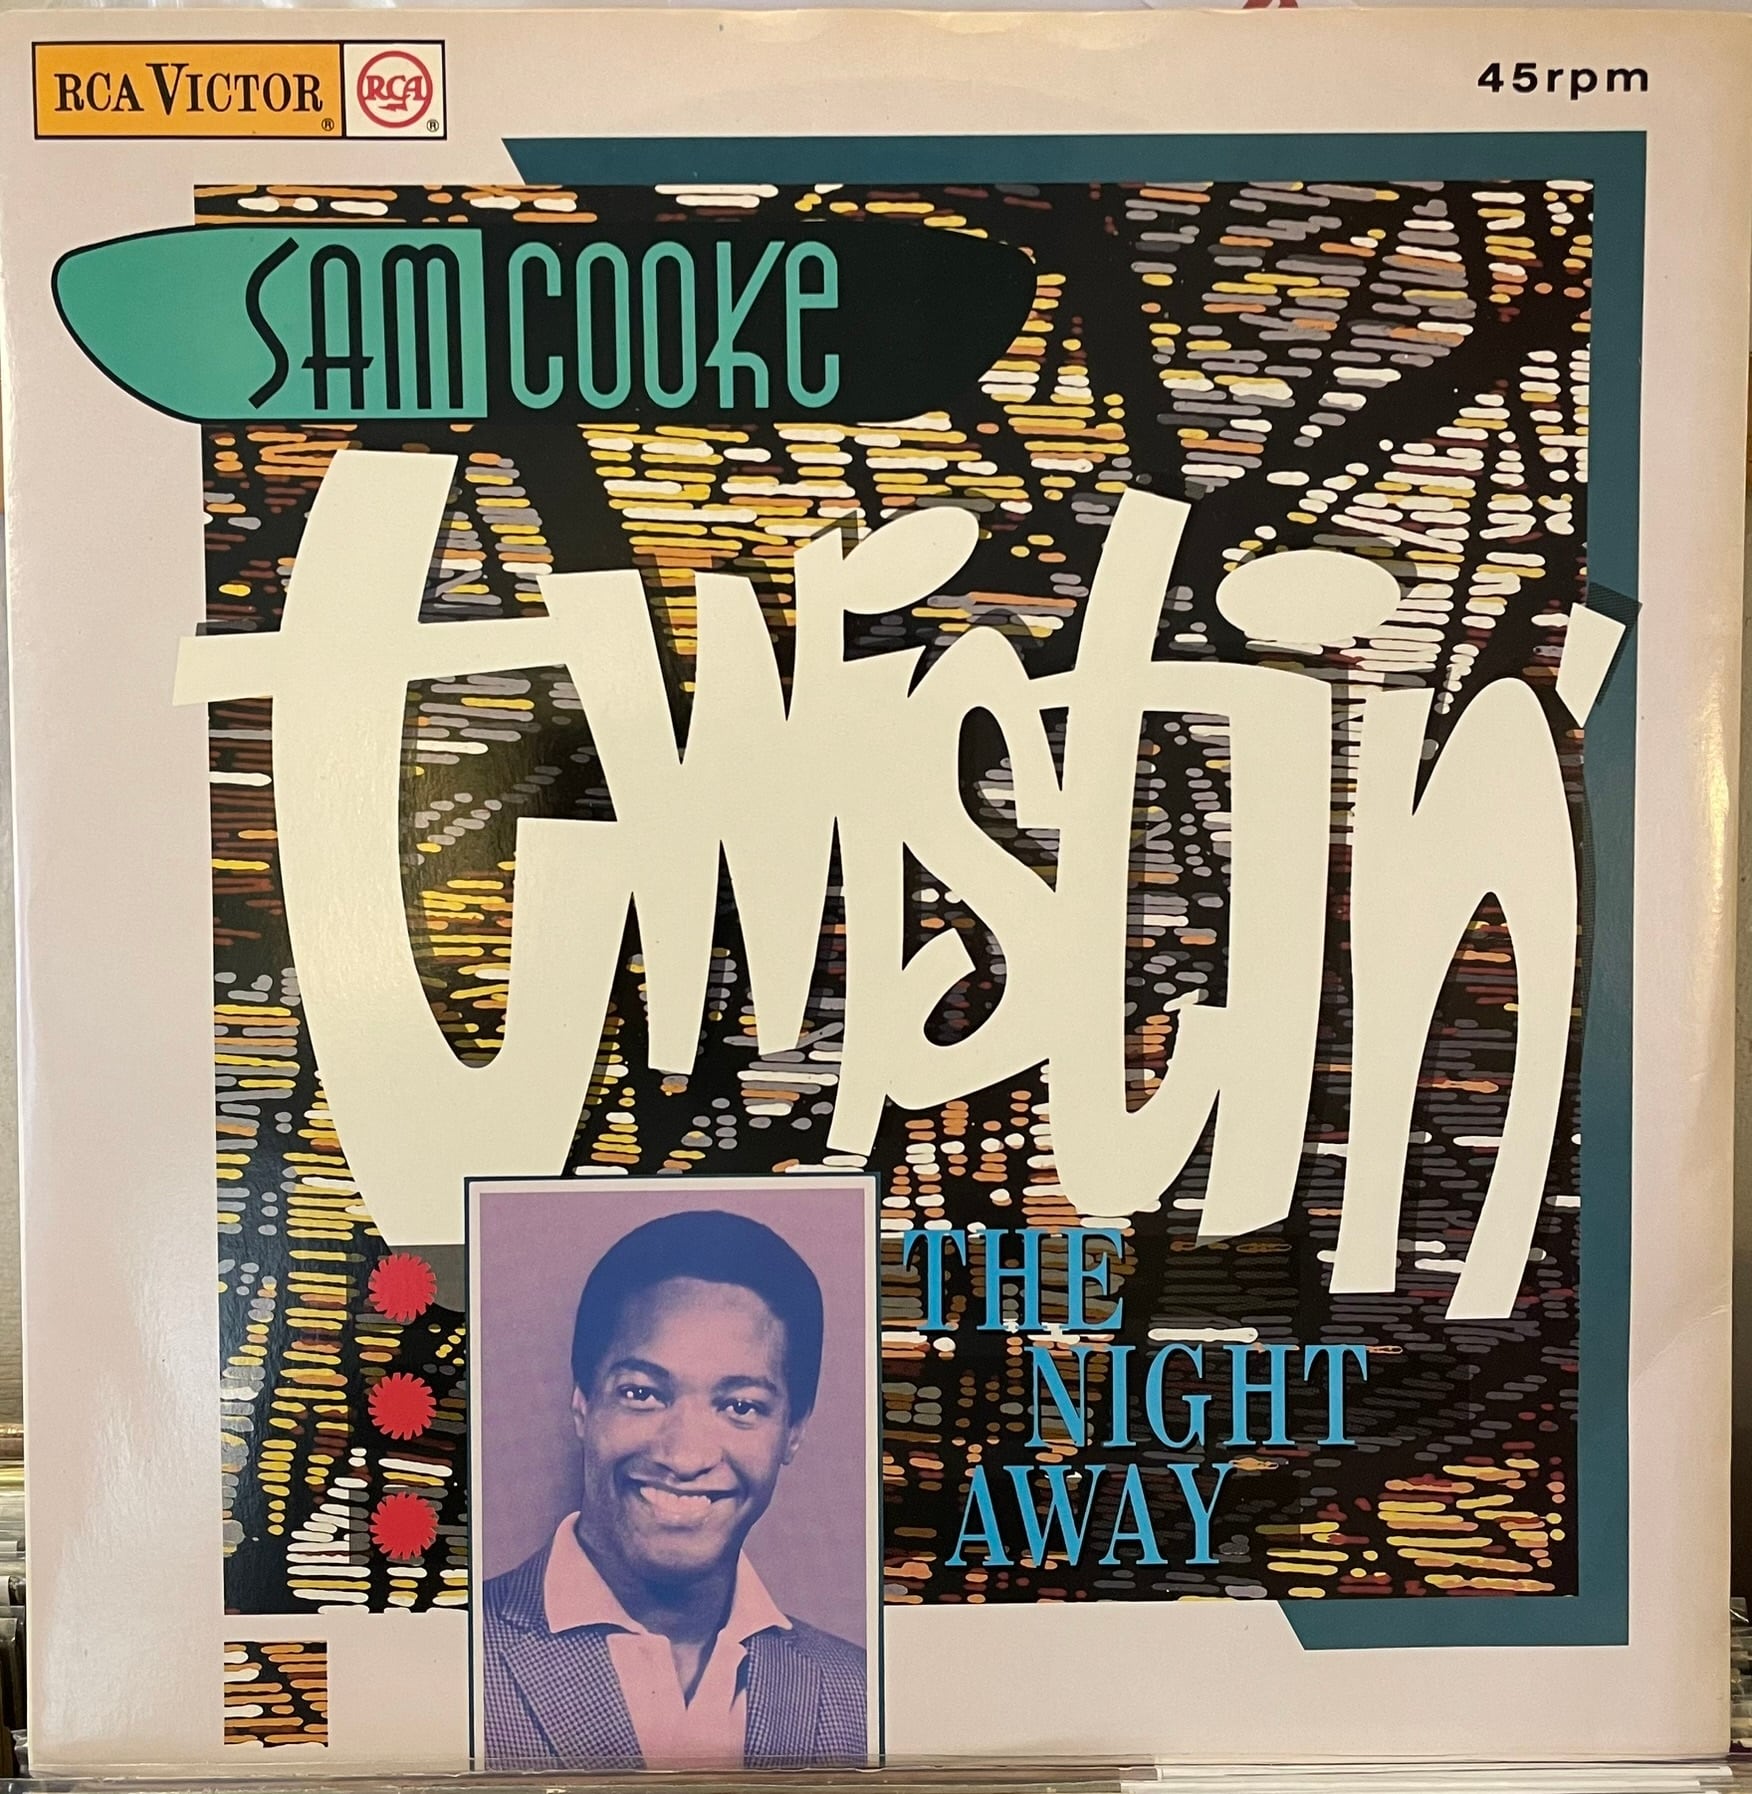 RCA VICTOR ® RCA ®
45rpm
SAM COOKE
twistin'
THE
NIGHT
AWAY